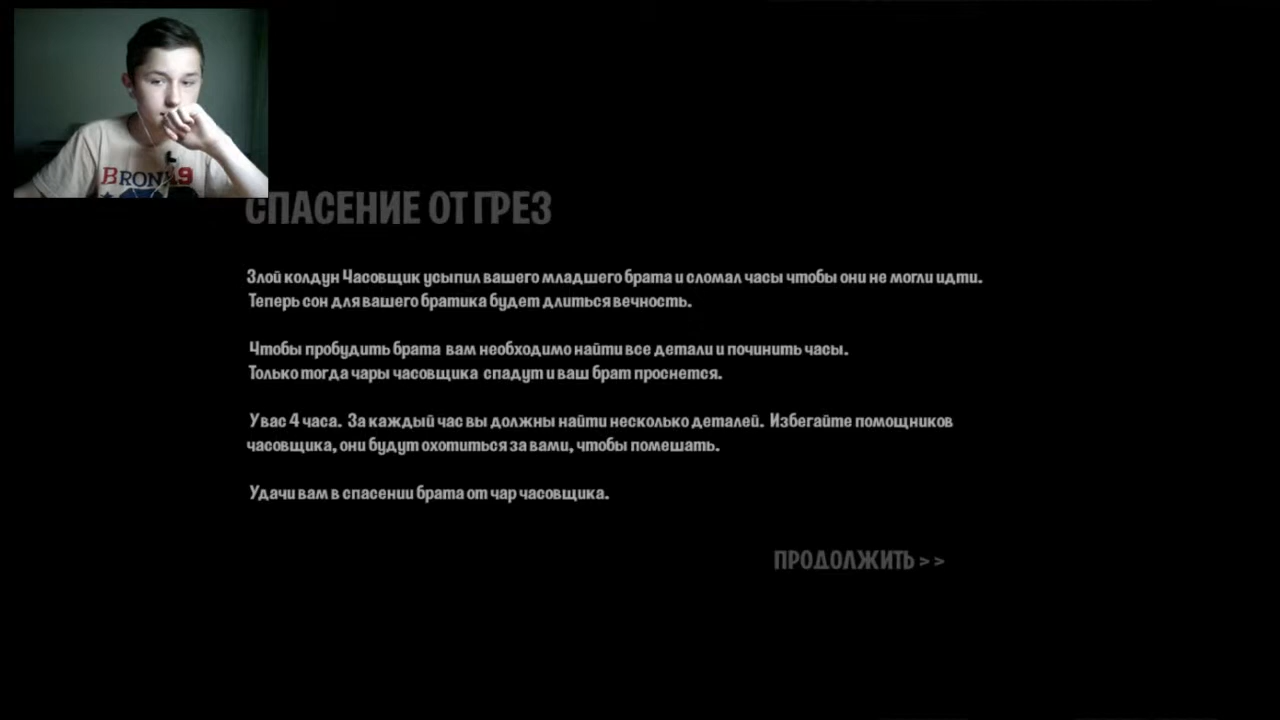 BRON 9
СПАСЕНИЕ ОТ ГРЕЗ
Злой колдун Часовщик усыпил вашего младшего брата и сломал часы чтобы они не могли идти.
Теперь сон для вашего братика будет длиться вечность.
Чтобы пробудить брата вам необходимо найти все детали и починить часы.
Только тогда чары часовщика спадут и ваш брат проснется.
У вас 4 часа. За каждый час вы должны найти несколько деталей. Избегайте помощников
часовщика, они будут охотиться за вами, чтобы помешать.
Удачи вам в спасении брата от чар часовщика.
ПРОДОЛЖИТЬ > >